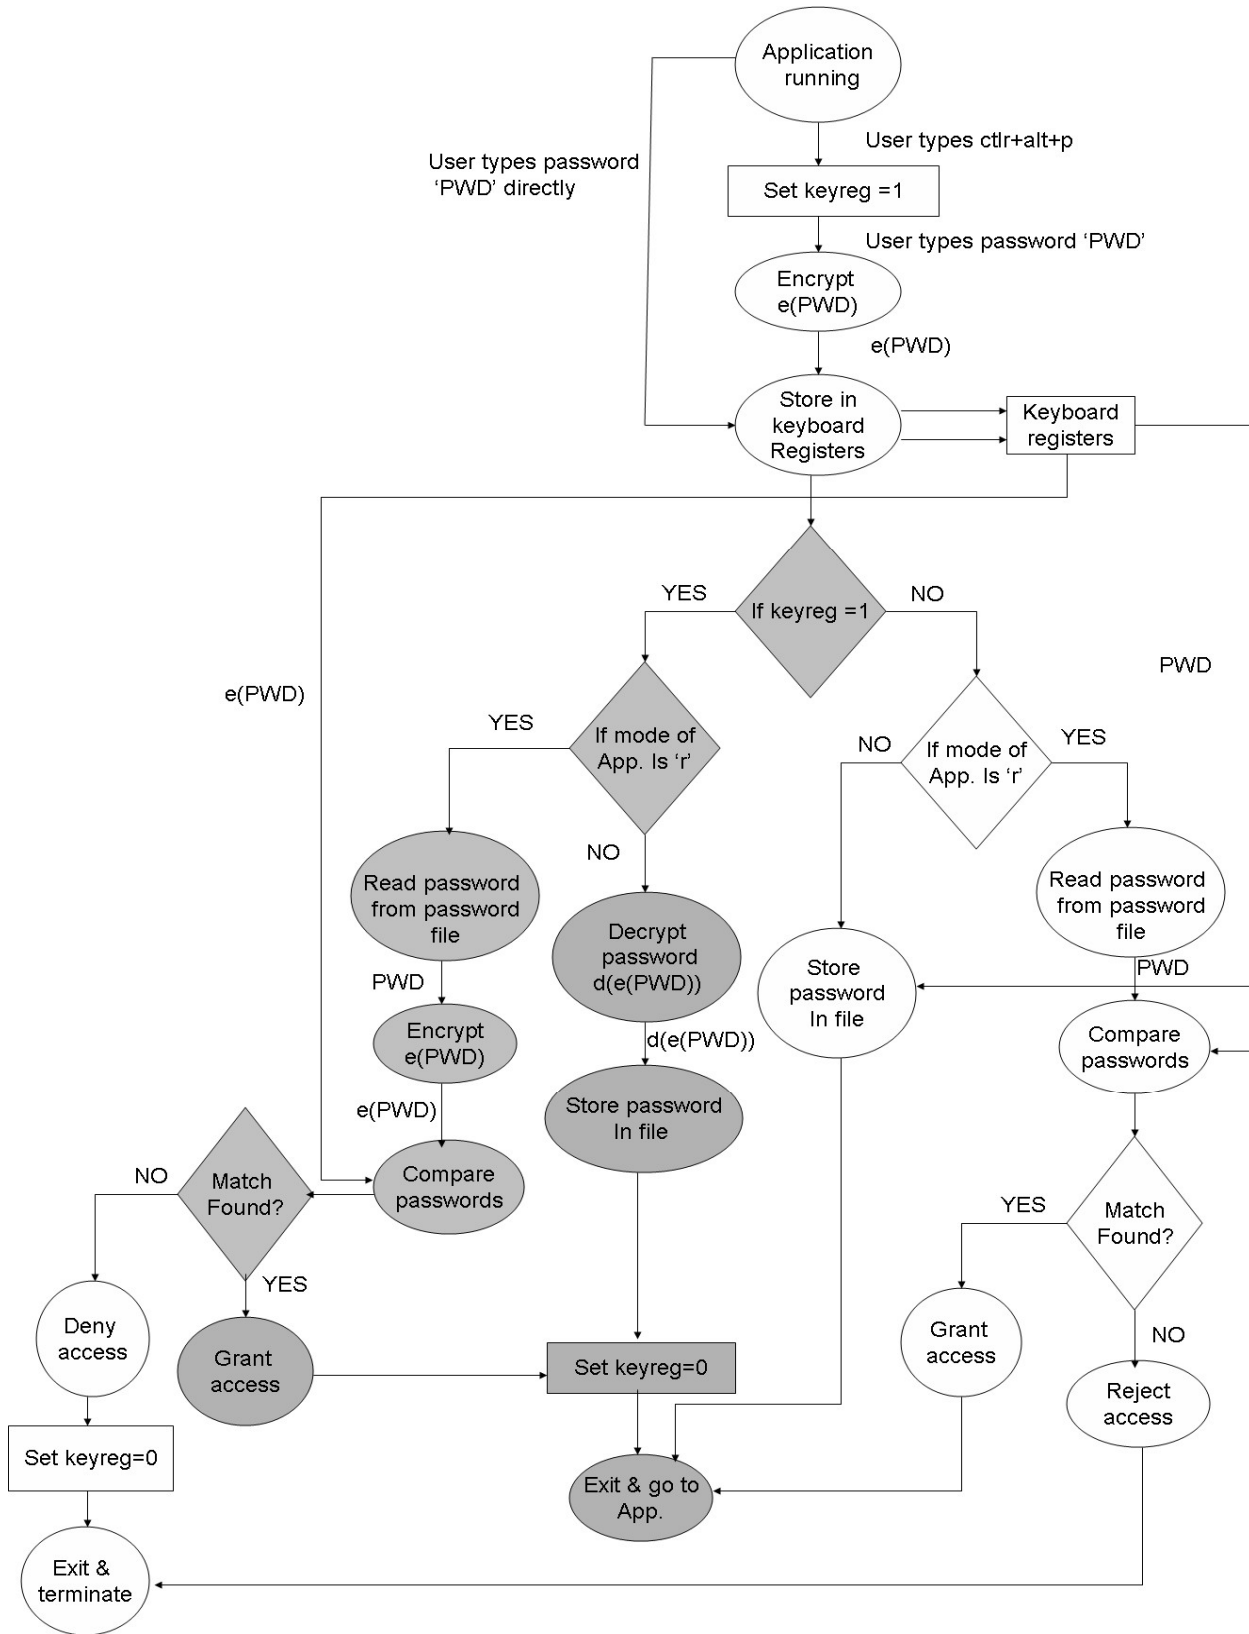 Application
running
User types ctlr+alt+p
User types password
‘PWD’ directly
Set keyreg =1
User types password ‘PWD’
Encrypt
e(PWD)
e(PWD)
Store in
keyboard
Registers
Keyboard
registers
If keyreg =1
YES
NO
PWD
e(PWD)
If mode of
App. Is ‘r’
YES
NO
If mode of
App. Is ‘r’
NO
YES
Read password
from password
file
Decrypt
password
d(e(PWD))
Read password
from password
file
Store
password
In file
PWD
PWD
Encrypt
e(PWD)
d(e(PWD))
Compare
passwords
e(PWD)
Store password
In file
Compare
passwords
Match
Found?
NO
YES
Match
Found?
YES
NO
Deny
access
Grant
access
Set keyreg=0
Grant
access
Reject
access
Set keyreg=0
Exit & go to
App.
Exit &
terminate